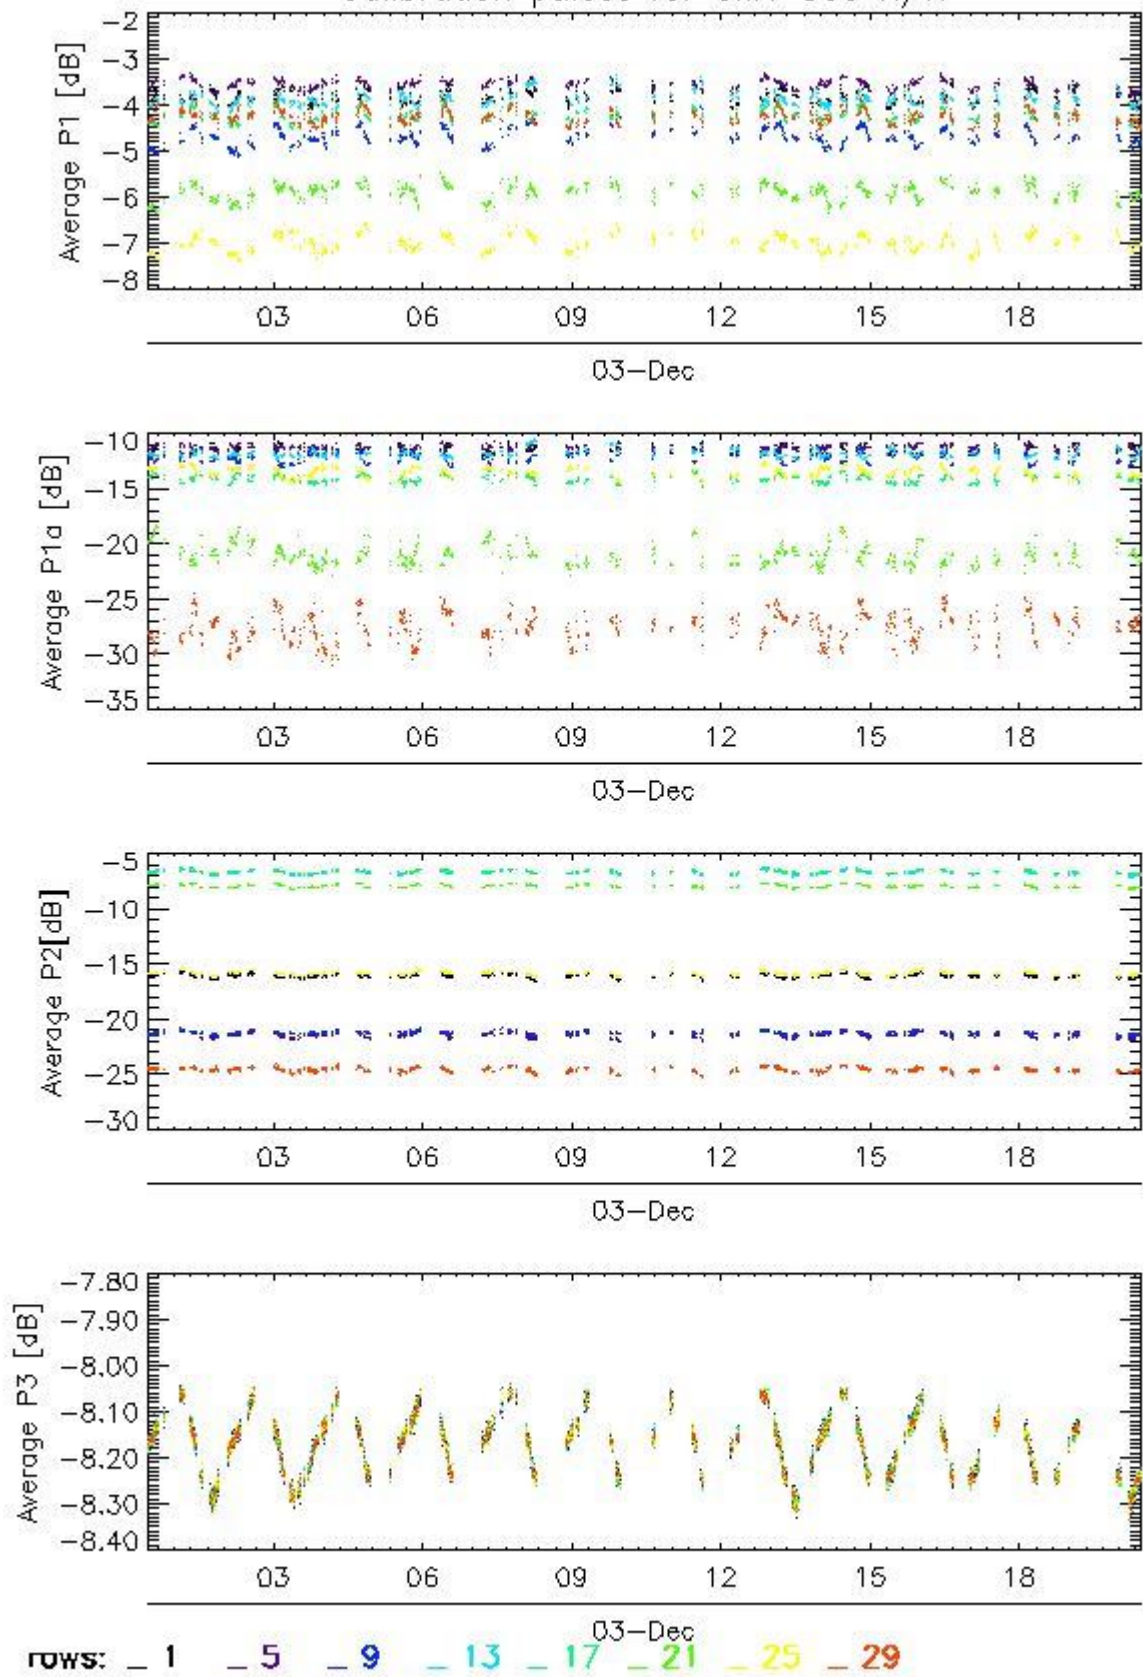 Average P1 [dB]
-2
-3
-4
-5
-6
-7
-8
03 06 09 12 15 18
03-Dec
Average P1a [dB]
-10
-15
-20
-25
-30
-35
03 06 09 12 15 18
03-Dec
Average P2[dB]
-5
-10
-15
-20
-25
-30
03 06 09 12 15 18
03-Dec
Average P3 [dB]
-7.80
-7.90
-8.00
-8.10
-8.20
-8.30
-8.40
03 06 09 12 15 18
03-Dec
rows: _ 1 _ 5 _ 9 _ 13 _ 17 _ 21 _ 25 _ 29